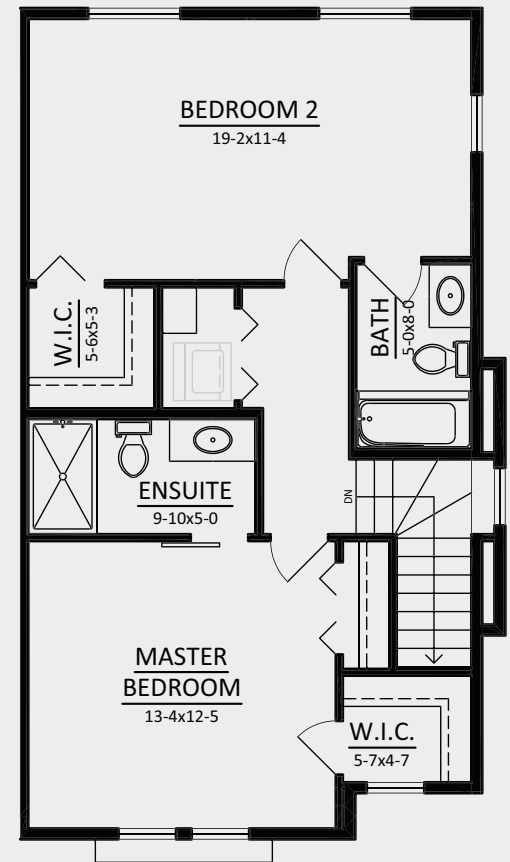 BEDROOM 2
19-2x11-4
W.I.C.
5-6x5-3
BATH
5-0x8-0
ENSUITE
9-10x5-0
DN
MASTER
BEDROOM
13-4x12-5
W.I.C.
5-7x4-7